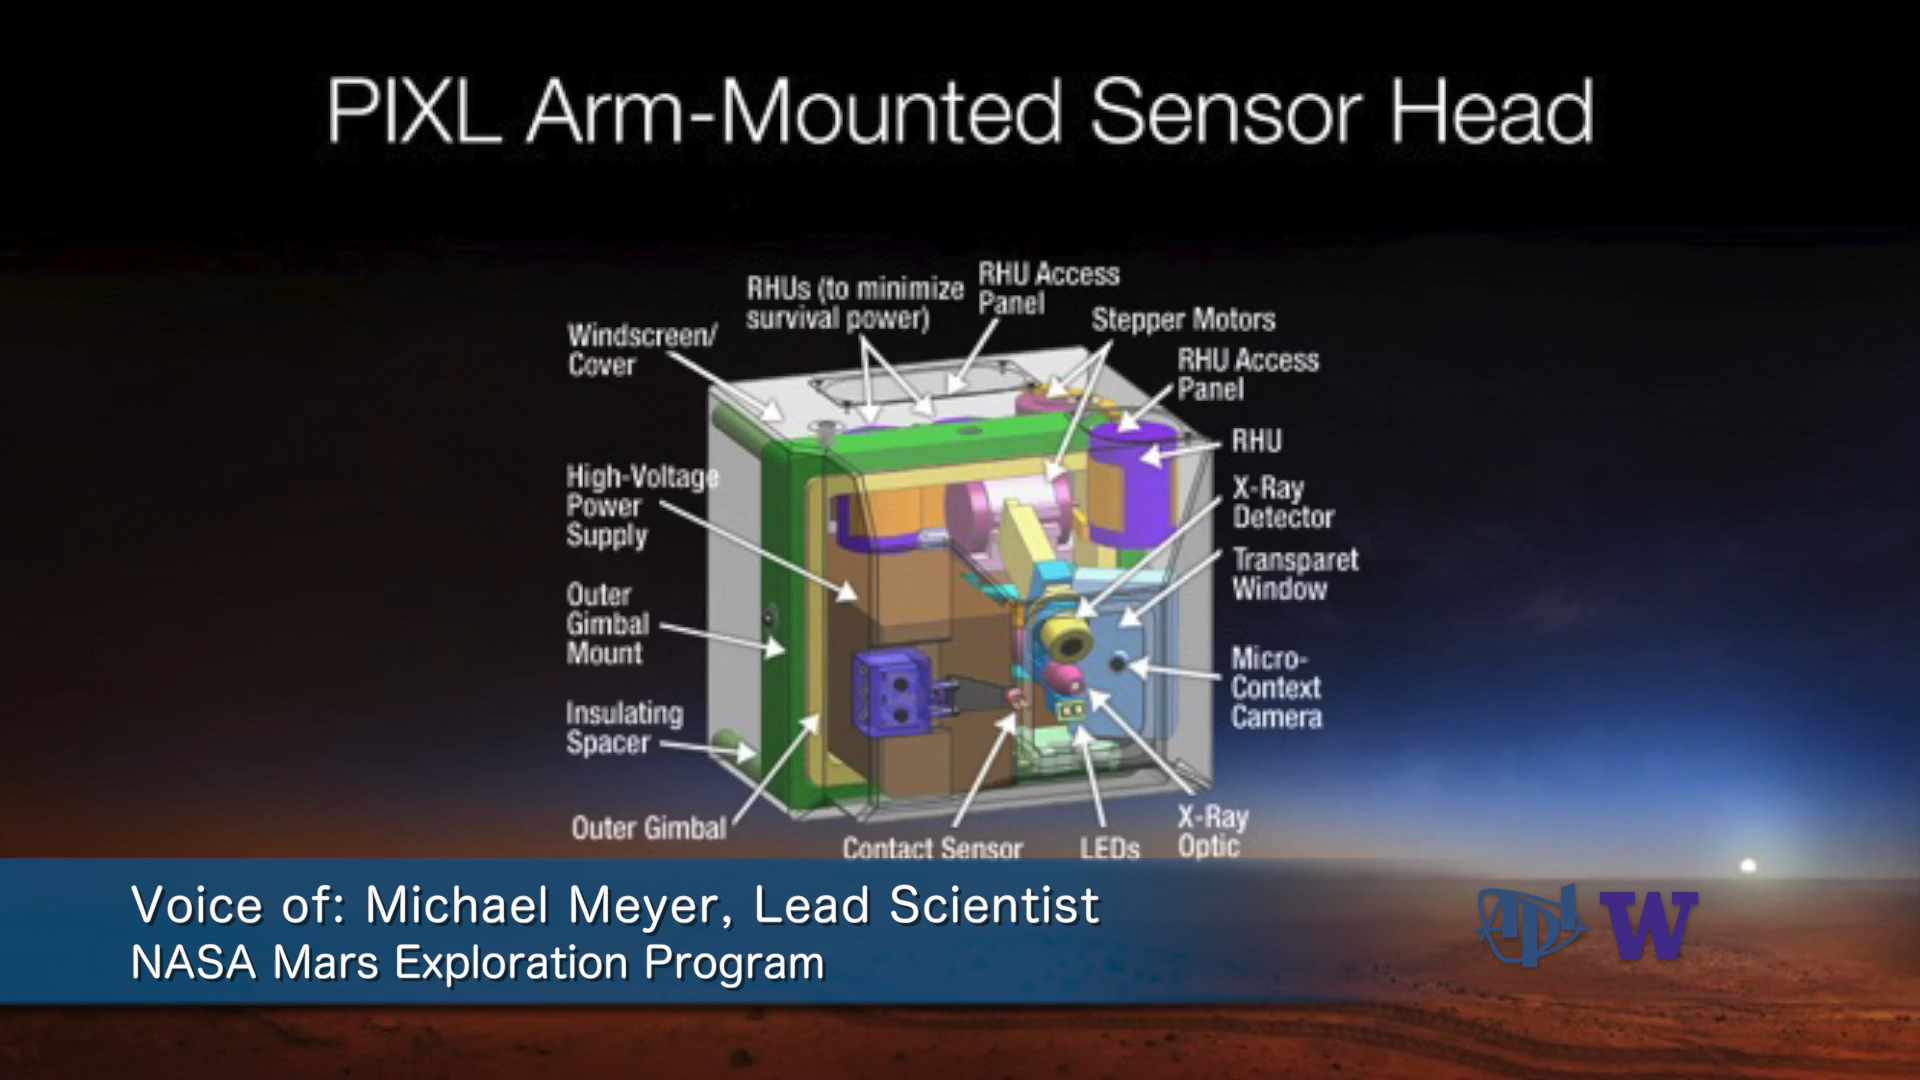 PIXL Arm-Mounted Sensor Head
RHUs (to minimize
survival power)
RHU Access
Panel
Stepper Motors
Windscreen/
Cover
RHU Access
Panel
RHU
High-Voltage
Power
Supply
X-Ray
Detector
Transparet
Window
Outer
Gimbal
Mount
Micro-
Context
Camera
Insulating
Spacer
Outer Gimbal
Contact Sensor
LEDs
X-Ray
Optic
Voice of: Michael Meyer, Lead Scientist
NASA Mars Exploration Program
APL W